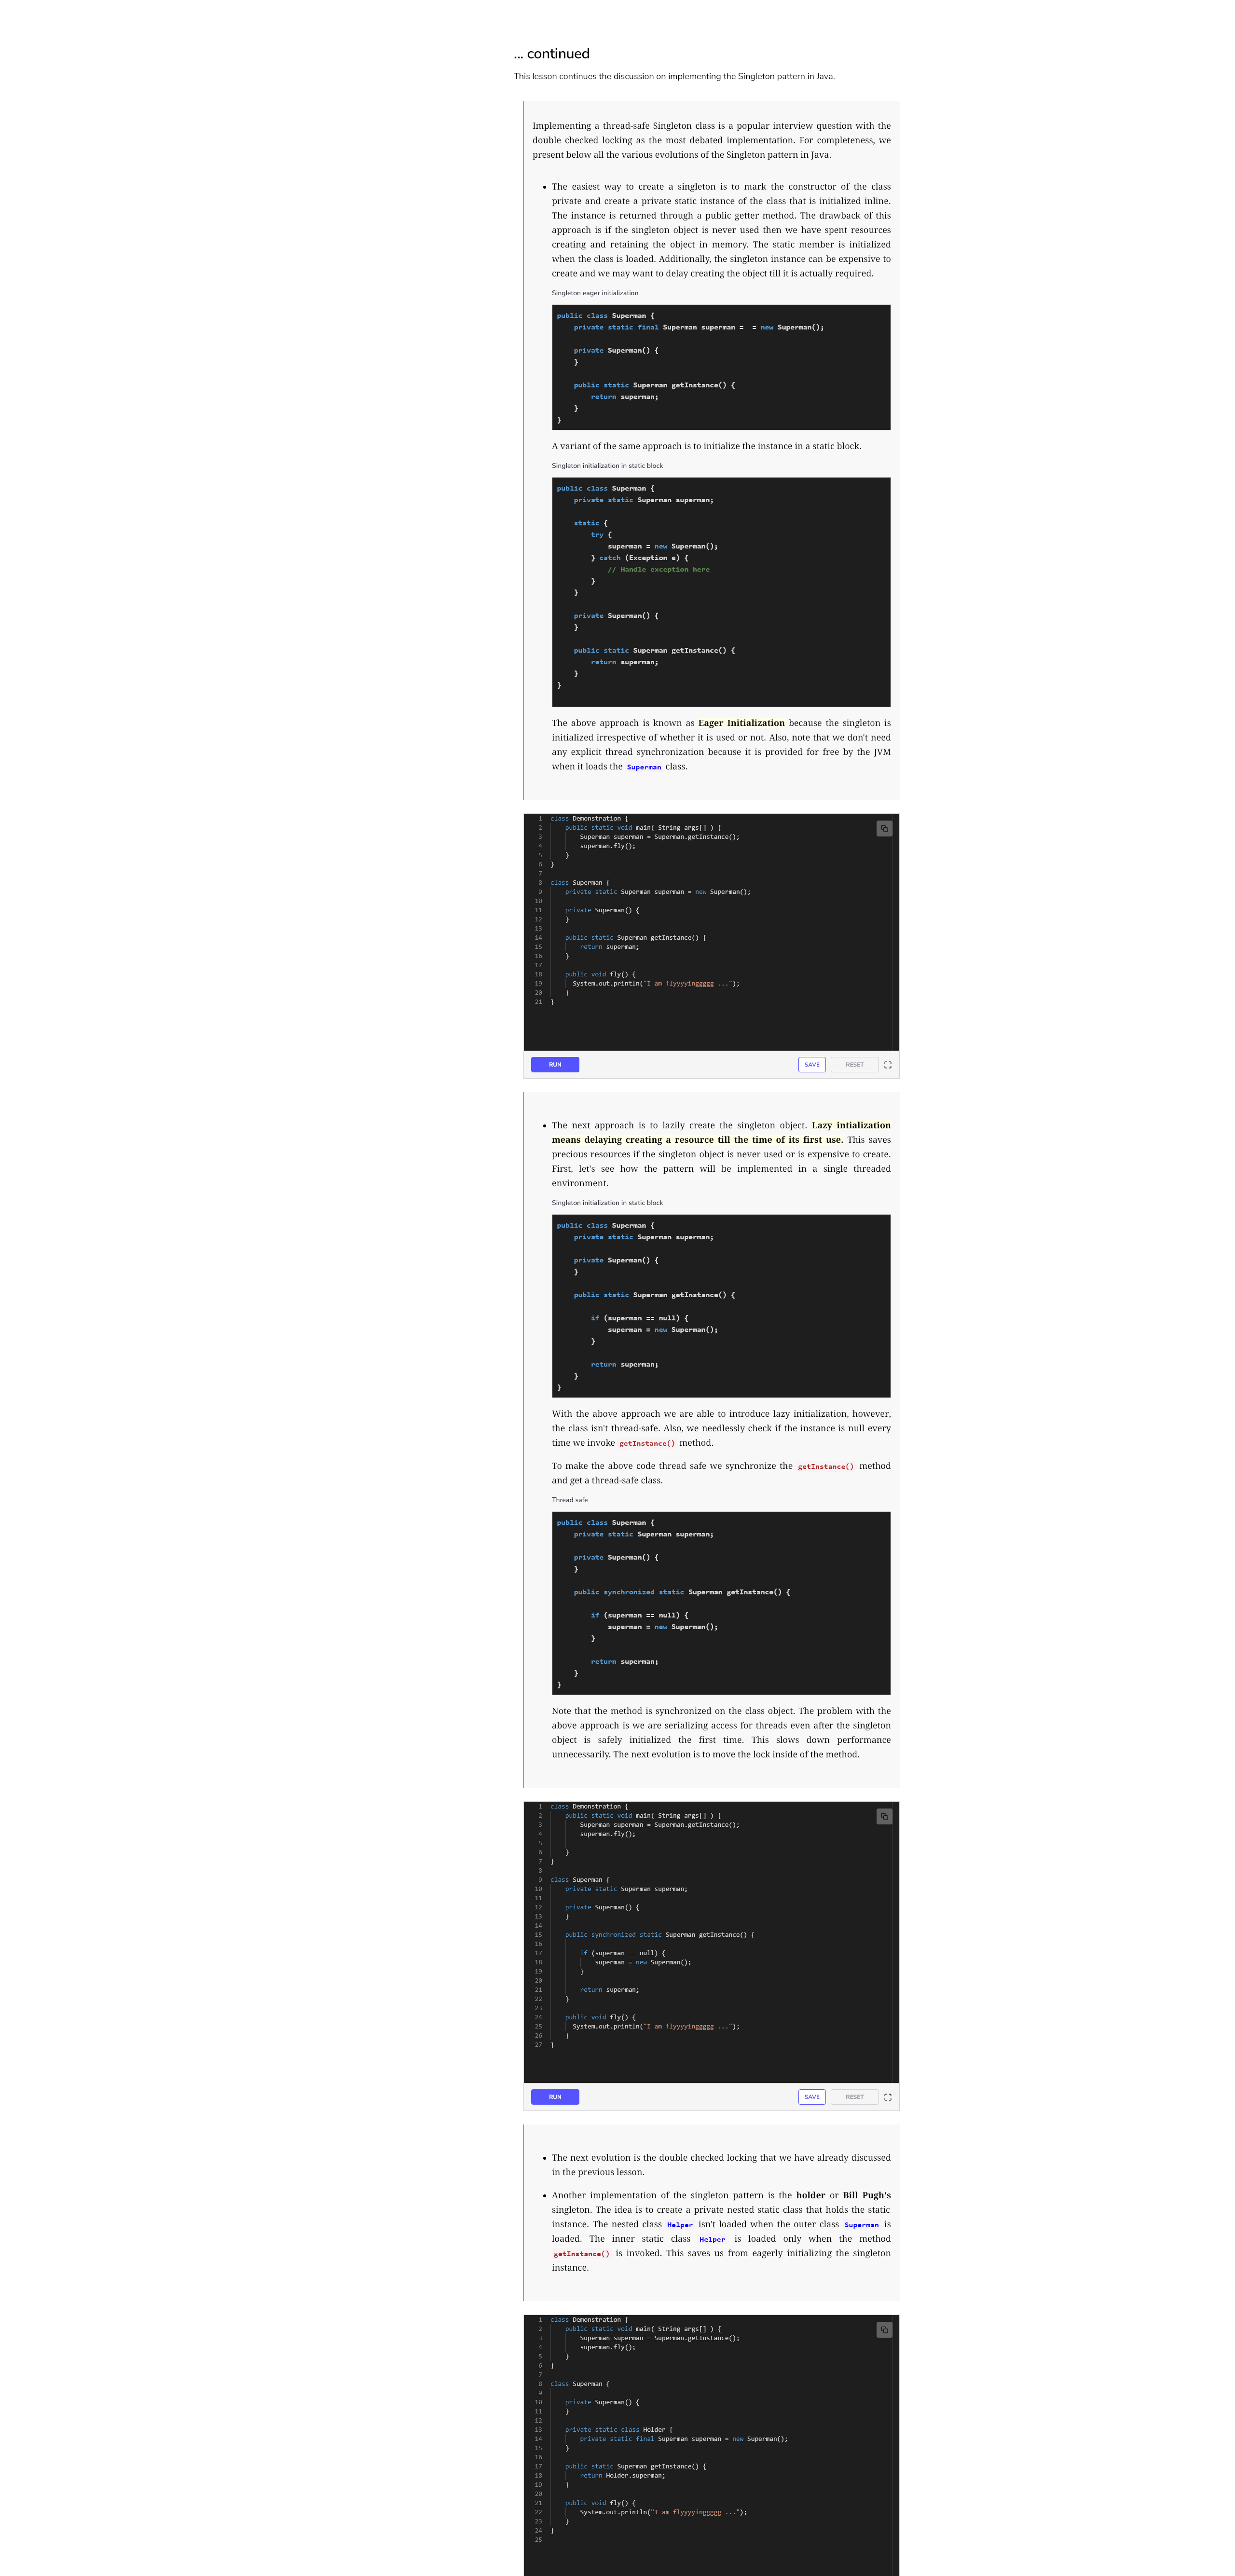 ... continued
This lesson continues the discussion on implementing the Singleton pattern in Java.
Implementing a thread-safe Singleton class is a popular interview question with the
double checked locking as the most debated implementation. For completeness, we
present below all the various evolutions of the Singleton pattern in Java.
• The easiest way to create a singleton is to mark the constructor of the class
private and create a private static instance of the class that is initialized inline.
The instance is returned through a public getter method. The drawback of this
approach is if the singleton object is never used then we have spent resources
creating and retaining the object in memory. The static member is initialized
when the class is loaded. Additionally, the singleton instance can be expensive to
create and we may want to delay creating the object till it is actually required.
Singleton eager initialization
public class Superman {
    private static final Superman superman =  = new Superman();
    private Superman() {
    }
    public static Superman getInstance() {
        return superman;
    }
}
A variant of the same approach is to initialize the instance in a static block.
Singleton initialization in static block
public class Superman {
    private static Superman superman;
    static {
        try {
            superman = new Superman();
        } catch (Exception e) {
            // Handle exception here
        }
    }
    private Superman() {
    }
    public static Superman getInstance() {
        return superman;
    }
}
The above approach is known as Eager Initialization because the singleton is
initialized irrespective of whether it is used or not. Also, note that we don't need
any explicit thread synchronization because it is provided for free by the JVM
when it loads the Superman class.
1 class Demonstration {
2     public static void main( String args[] ) {
3         Superman superman = Superman.getInstance();
4         superman.fly();
5     }
6 }
7
8 class Superman {
9     private static Superman superman = new Superman();
10
11     private Superman() {
12     }
13
14     public static Superman getInstance() {
15         return superman;
16     }
17
18     public void fly() {
19       System.out.println("I am flyyyyinggggg ...");
20     }
21 }
RUN SAVE RESET
• The next approach is to lazily create the singleton object. Lazy intialization
means delaying creating a resource till the time of its first use. This saves
precious resources if the singleton object is never used or is expensive to create.
First, let's see how the pattern will be implemented in a single threaded
environment.
Singleton initialization in static block
public class Superman {
    private static Superman superman;
    private Superman() {
    }
    public static Superman getInstance() {
        if (superman == null) {
            superman = new Superman();
        }
        return superman;
    }
}
With the above approach we are able to introduce lazy initialization, however,
the class isn't thread-safe. Also, we needlessly check if the instance is null every
time we invoke getInstance() method.
To make the above code thread safe we synchronize the getInstance() method
and get a thread-safe class.
Thread safe
public class Superman {
    private static Superman superman;
    private Superman() {
    }
    public synchronized static Superman getInstance() {
        if (superman == null) {
            superman = new Superman();
        }
        return superman;
    }
}
Note that the method is synchronized on the class object. The problem with the
above approach is we are serializing access for threads even after the singleton
object is safely initialized the first time. This slows down performance
unnecessarily. The next evolution is to move the lock inside of the method.
1 class Demonstration {
2     public static void main( String args[] ) {
3         Superman superman = Superman.getInstance();
4         superman.fly();
5
6     }
7 }
8
9 class Superman {
10     private static Superman superman;
11
12     private Superman() {
13     }
14
15     public synchronized static Superman getInstance() {
16
17         if (superman == null) {
18             superman = new Superman();
19         }
20
21         return superman;
22     }
23
24     public void fly() {
25       System.out.println("I am flyyyyinggggg ...");
26     }
27 }
RUN SAVE RESET
• The next evolution is the double checked locking that we have already discussed
in the previous lesson.
• Another implementation of the singleton pattern is the holder or Bill Pugh's
singleton. The idea is to create a private nested static class that holds the static
instance. The nested class Helper isn't loaded when the outer class Superman is
loaded. The inner static class Helper is loaded only when the method
getInstance() is invoked. This saves us from eagerly initializing the singleton
instance.
1 class Demonstration {
2     public static void main( String args[] ) {
3         Superman superman = Superman.getInstance();
4         superman.fly();
5     }
6 }
7
8 class Superman {
9
10     private Superman() {
11     }
12
13     private static class Holder {
14         private static final Superman superman = new Superman();
15     }
16
17     public static Superman getInstance() {
18         return Holder.superman;
19     }
20
21     public void fly() {
22         System.out.println("I am flyyyyinggggg ...");
23     }
24 }
25